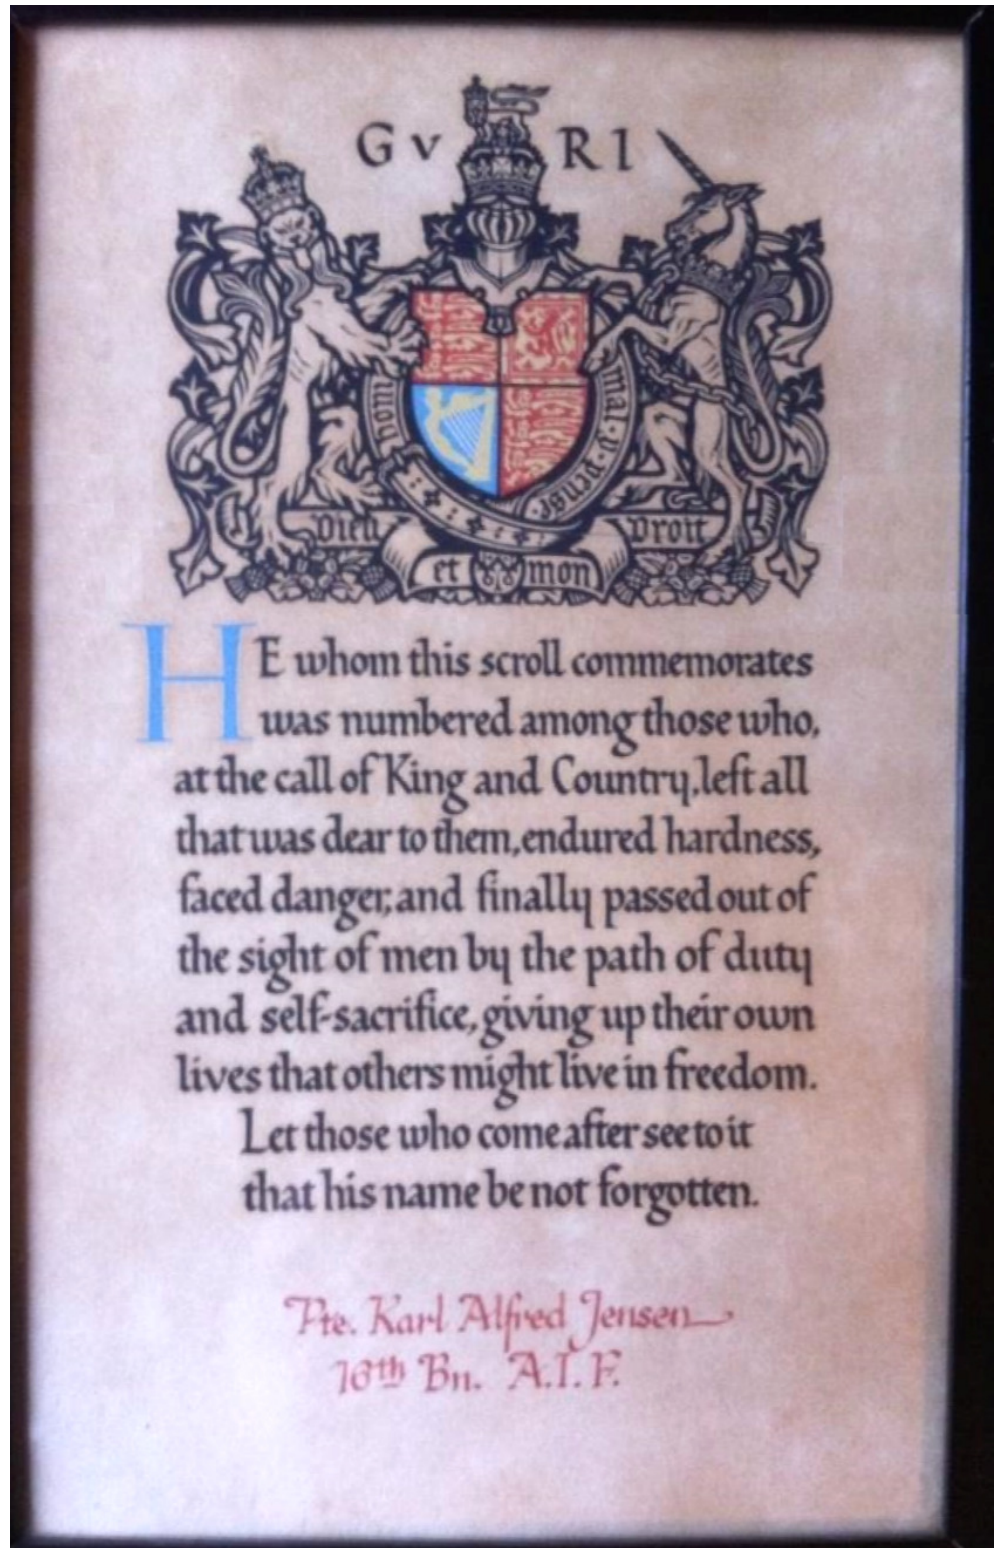 GV RI
HONI MAL Y PENSE
Dieu Droit
et mon
HE whom this scroll commemorates
was numbered among those who,
at the call of King and Country, left all
that was dear to them, endured hardness,
faced danger, and finally passed out of
the sight of men by the path of duty
and self-sacrifice, giving up their own
lives that others might live in freedom.
Let those who come after see to it
that his name be not forgotten.
Pte. Karl Alfred Jensen
16th Bn. A.I.F.